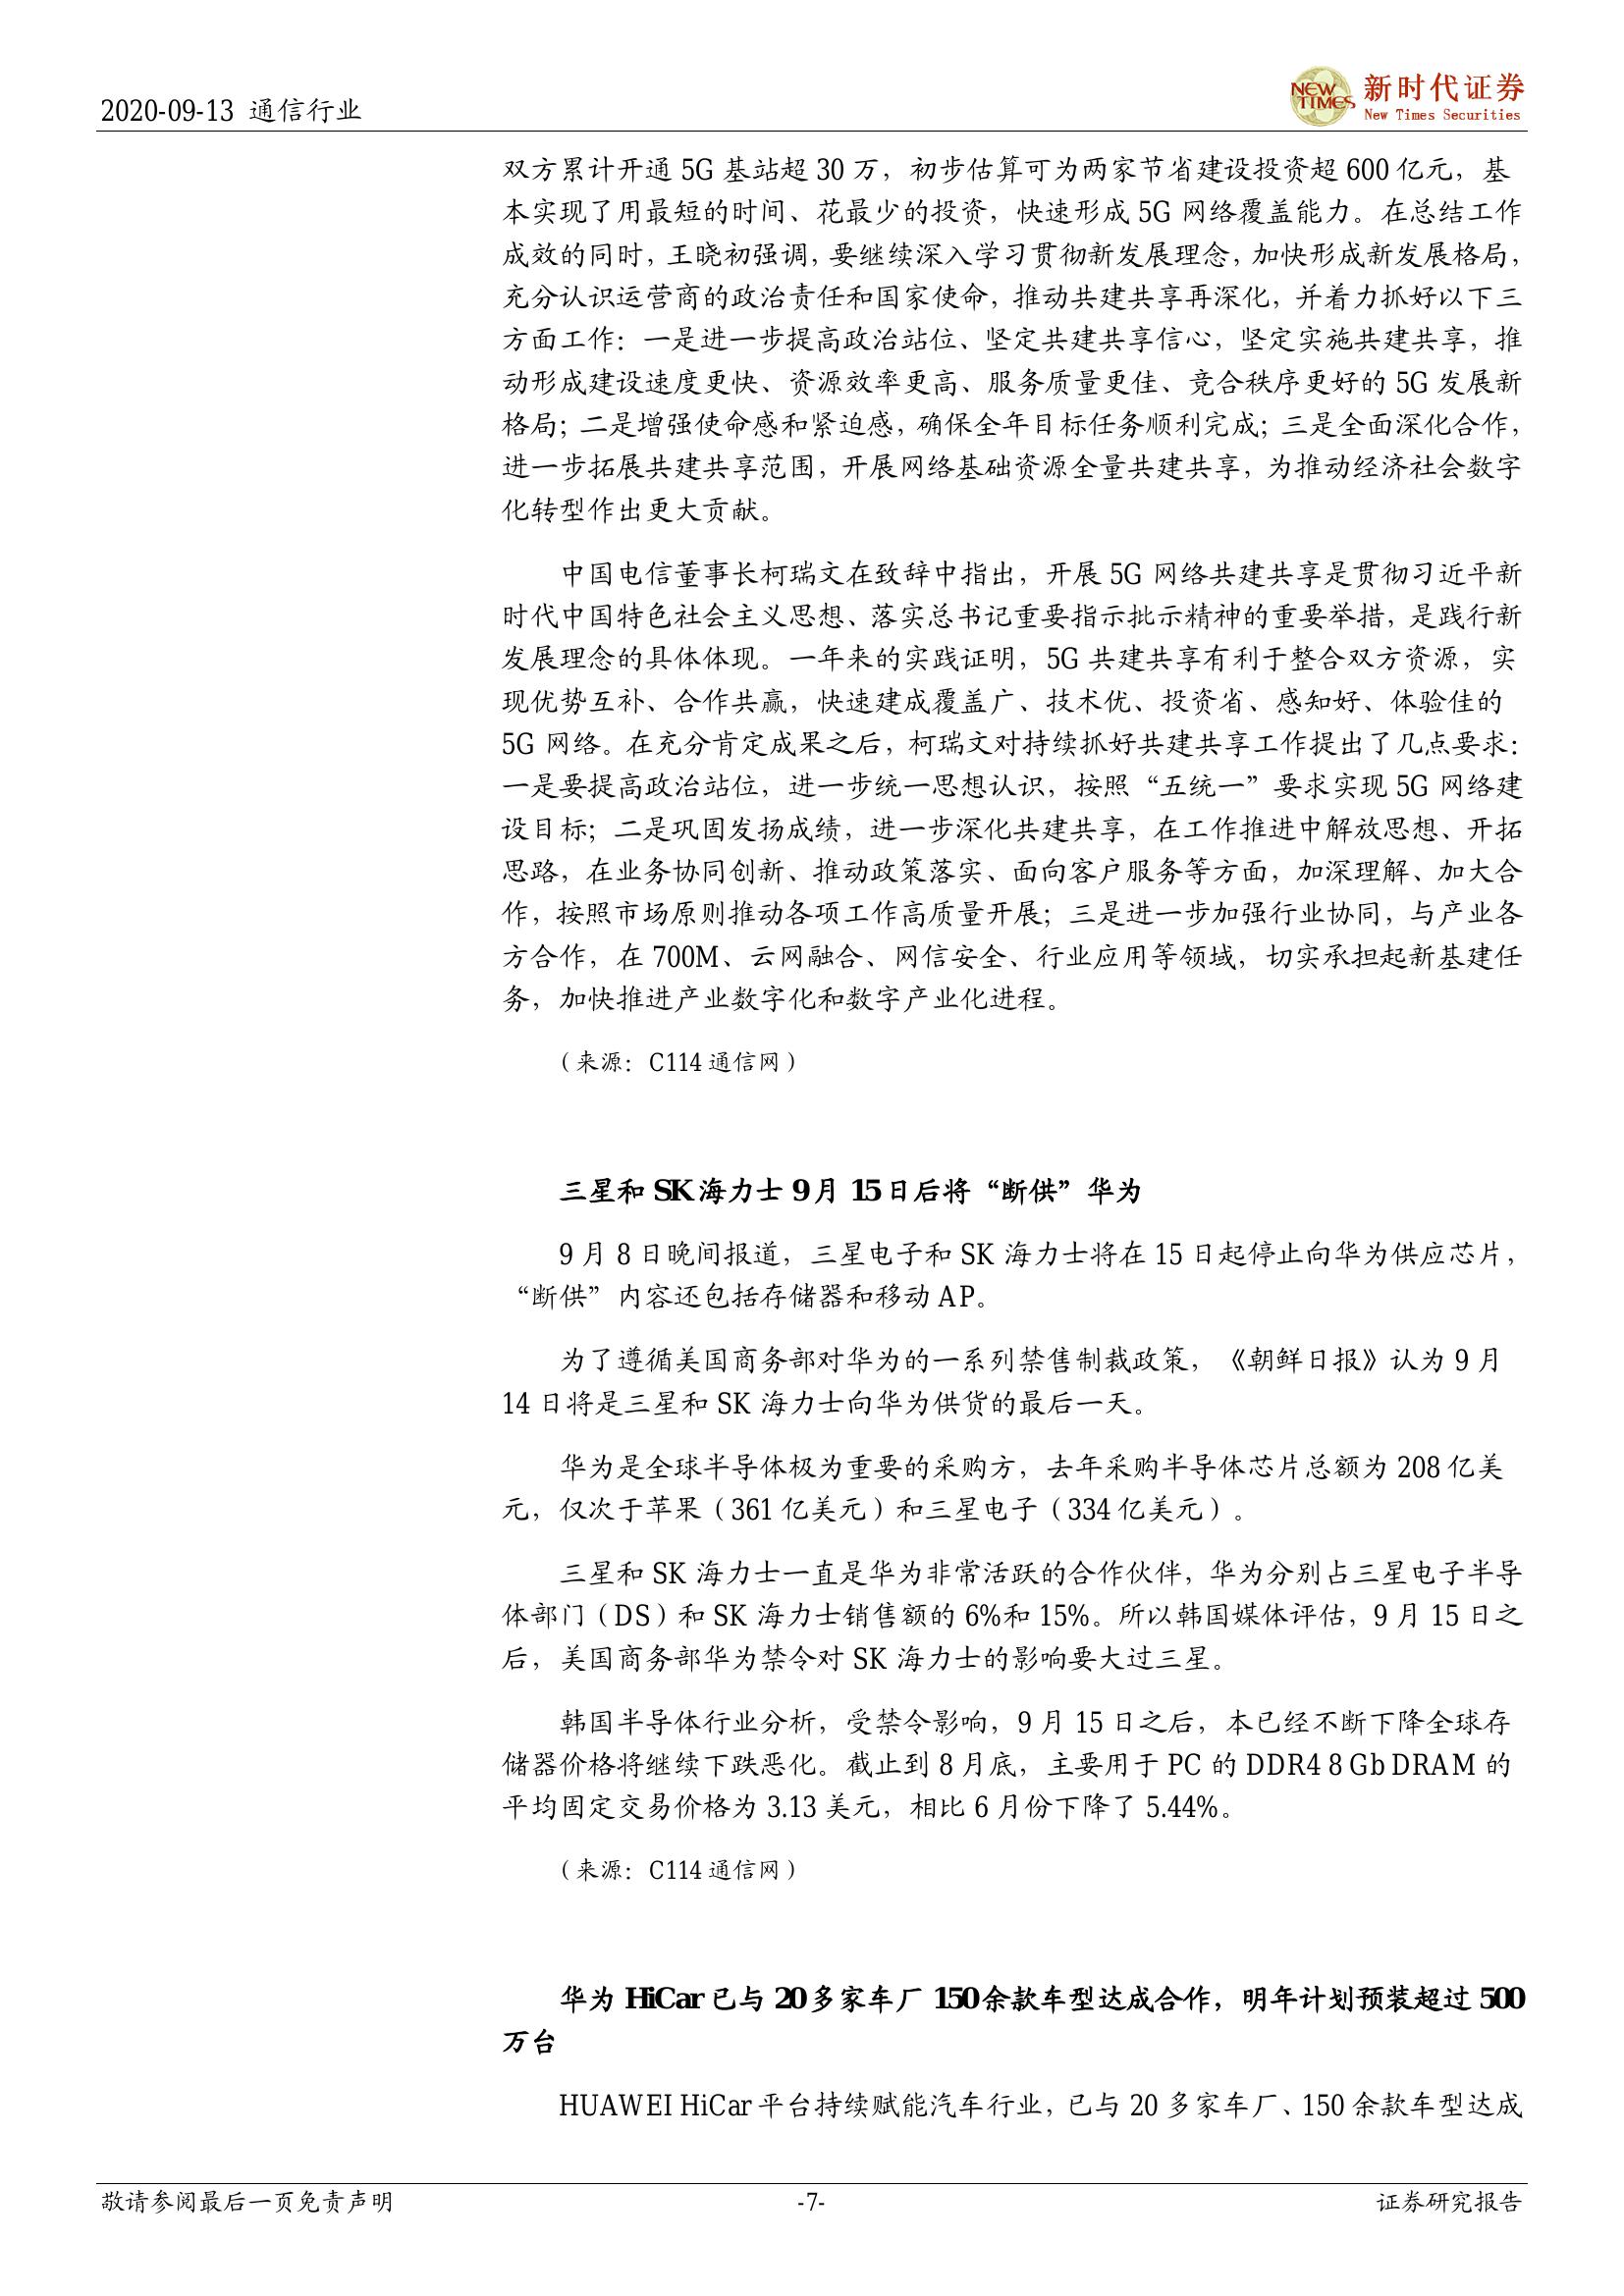 2020-09-13 通信行业
NEW TIMES 新时代证券
New Times Securities
双方累计开通 5G 基站超 30 万，初步估算可为两家节省建设投资超 600 亿元，基
本实现了用最短的时间、花最少的投资，快速形成 5G 网络覆盖能力。在总结工作
成效的同时，王晓初强调，要继续深入学习贯彻新发展理念，加快形成新发展格局，
充分认识运营商的政治责任和国家使命，推动共建共享再深化，并着力抓好以下三
方面工作：一是进一步提高政治站位、坚定共建共享信心，坚定实施共建共享，推
动形成建设速度更快、资源效率更高、服务质量更佳、竞合秩序更好的 5G 发展新
格局；二是增强使命感和紧迫感，确保全年目标任务顺利完成；三是全面深化合作，
进一步拓展共建共享范围，开展网络基础资源全量共建共享，为推动经济社会数字
化转型作出更大贡献。
中国电信董事长柯瑞文在致辞中指出，开展 5G 网络共建共享是贯彻习近平新
时代中国特色社会主义思想、落实总书记重要指示批示精神的重要举措，是践行新
发展理念的具体体现。一年来的实践证明，5G 共建共享有利于整合双方资源，实
现优势互补、合作共赢，快速建成覆盖广、技术优、投资省、感知好、体验佳的
5G 网络。在充分肯定成果之后，柯瑞文对持续抓好共建共享工作提出了几点要求：
一是要提高政治站位，进一步统一思想认识，按照“五统一”要求实现 5G 网络建
设目标；二是巩固发扬成绩，进一步深化共建共享，在工作推进中解放思想、开拓
思路，在业务协同创新、推动政策落实、面向客户服务等方面，加深理解、加大合
作，按照市场原则推动各项工作高质量开展；三是进一步加强行业协同，与产业各
方合作，在 700M、云网融合、网信安全、行业应用等领域，切实承担起新基建任
务，加快推进产业数字化和数字产业化进程。
（来源：C114 通信网）
三星和 SK 海力士 9 月 15 日后将“断供”华为
9 月 8 日晚间报道，三星电子和 SK 海力士将在 15 日起停止向华为供应芯片，
“断供”内容还包括存储器和移动 AP。
为了遵循美国商务部对华为的一系列禁售制裁政策，《朝鲜日报》认为 9 月
14 日将是三星和 SK 海力士向华为供货的最后一天。
华为是全球半导体极为重要的采购方，去年采购半导体芯片总额为 208 亿美
元，仅次于苹果（361 亿美元）和三星电子（334 亿美元）。
三星和 SK 海力士一直是华为非常活跃的合作伙伴，华为分别占三星电子半导
体部门（DS）和 SK 海力士销售额的 6%和 15%。所以韩国媒体评估，9 月 15 日之
后，美国商务部华为禁令对 SK 海力士的影响要大过三星。
韩国半导体行业分析，受禁令影响，9 月 15 日之后，本已经不断下降全球存
储器价格将继续下跌恶化。截止到 8 月底，主要用于 PC 的 DDR4 8 Gb DRAM 的
平均固定交易价格为 3.13 美元，相比 6 月份下降了 5.44%。
（来源：C114 通信网）
华为 HiCar 已与 20 多家车厂 150 余款车型达成合作，明年计划预装超过 500
万台
HUAWEI HiCar 平台持续赋能汽车行业，已与 20 多家车厂、150 余款车型达成
敬请参阅最后一页免责声明
-7-
证券研究报告